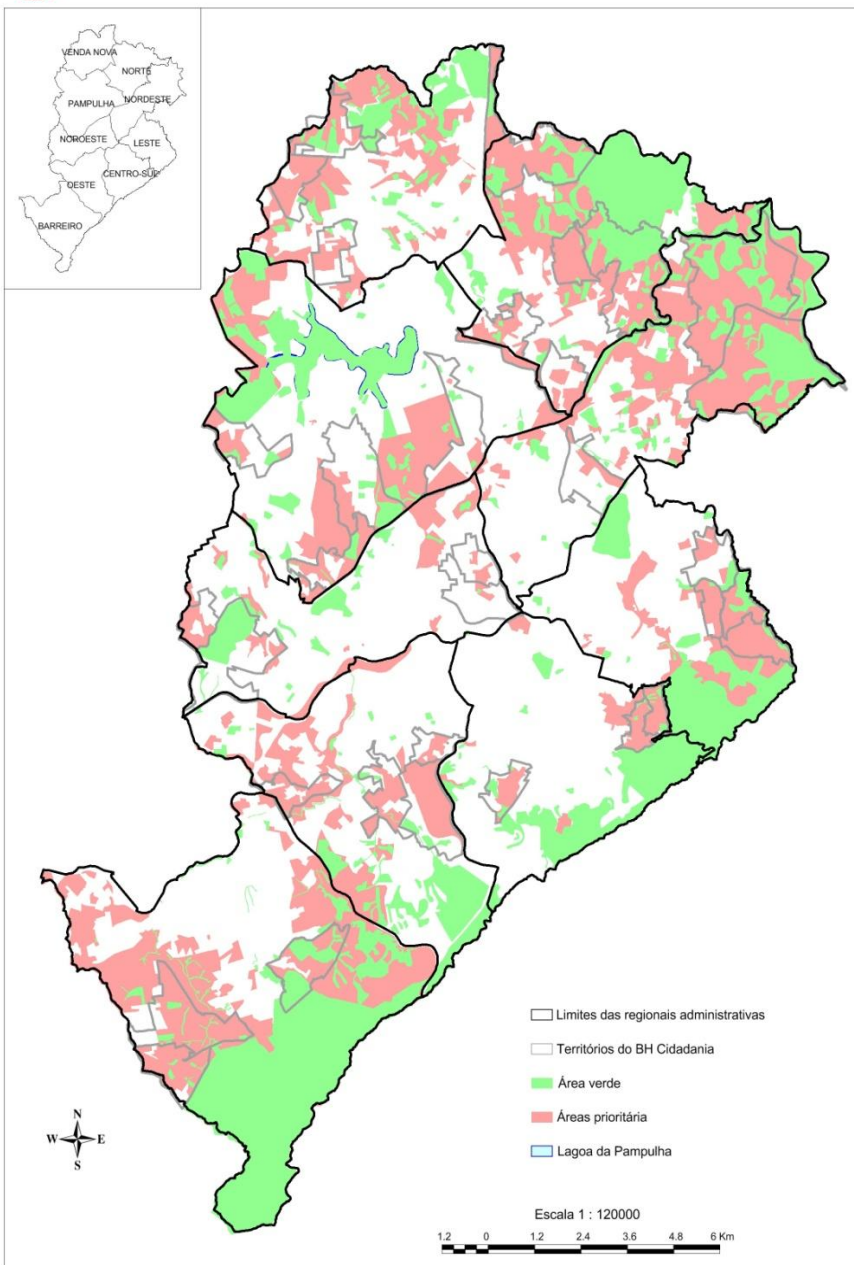 VENDA NOVA
NORTE
PAMPULHA
NORDESTE
NOROESTE
LESTE
CENTRO-SUL
OESTE
BARREIRO
Limites das regionais administrativas
Territórios do BH Cidadania
Área verde
Áreas prioritária
Lagoa da Pampulha
N
W
E
S
Escala 1 : 120000
1.2 0 1.2 2.4 3.6 4.8 6 Km